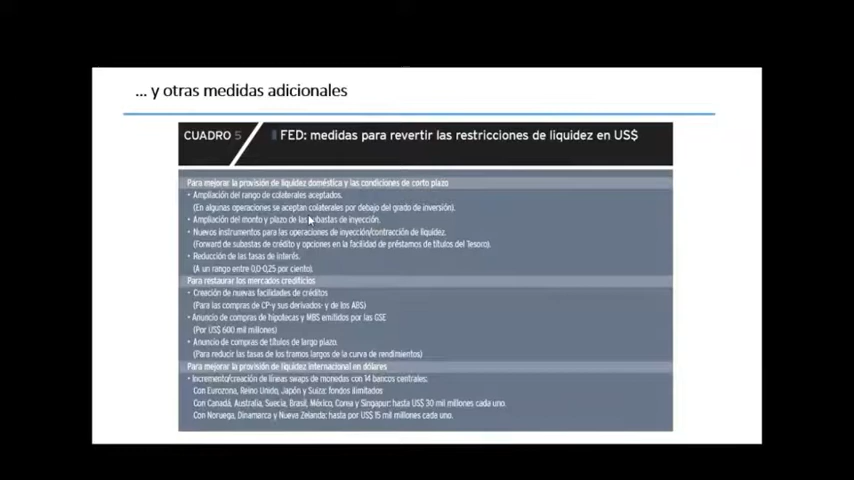 ... y otras medidas adicionales
CUADRO 5
FED: medidas para revertir las restricciones de liquidez en US$
Para mejorar la provisión de liquidez doméstica y las condiciones de corto plazo
• Ampliación del rango de colaterales aceptados.
(En algunas operaciones se aceptan colaterales por debajo del grado de inversión).
• Ampliación del monto y plazo de las subastas de inyección.
• Nuevos instrumentos para las operaciones de inyección/contracción de liquidez.
(Forward de subastas de crédito y opciones en la facilidad de préstamos de títulos del Tesoro).
• Reducción de las tasas de interés.
(A un rango entre 0,0-0,25 por ciento).
Para restaurar los mercados crediticios
• Creación de nuevas facilidades de créditos
(Para las compras de CP-y sus derivados- y de los ABS)
• Anuncio de compras de hipotecas y MBS emitidos por las GSE
(Por US$ 600 mil millones)
• Anuncio de compras de títulos de largo plazo.
(Para reducir las tasas de los tramos largos de la curva de rendimientos)
Para mejorar la provisión de liquidez internacional en dólares
• Incremento/creación de líneas swaps de monedas con 14 bancos centrales:
Con Eurozona, Reino Unido, Japón y Suiza: fondos ilimitados
Con Canadá, Australia, Suecia, Brasil, México, Corea y Singapur: hasta US$ 30 mil millones cada uno.
Con Noruega, Dinamarca y Nueva Zelanda: hasta por US$ 15 mil millones cada uno.